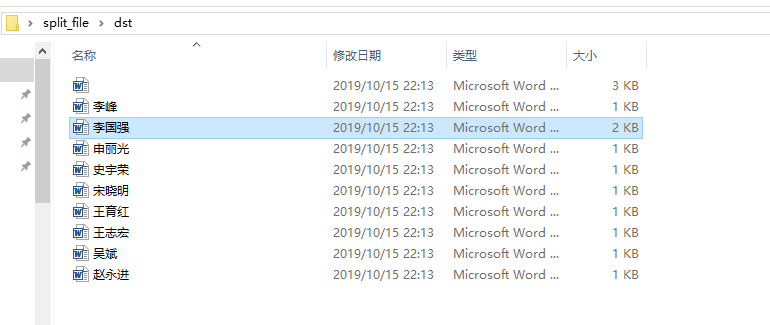 split_file > dst
名称 修改日期 类型 大小
2019/10/15 22:13 Microsoft Word ... 3 KB
李峰 2019/10/15 22:13 Microsoft Word ... 1 KB
李国强 2019/10/15 22:13 Microsoft Word ... 2 KB
申丽光 2019/10/15 22:13 Microsoft Word ... 1 KB
史宇荣 2019/10/15 22:13 Microsoft Word ... 1 KB
宋晓明 2019/10/15 22:13 Microsoft Word ... 1 KB
王育红 2019/10/15 22:13 Microsoft Word ... 1 KB
王志宏 2019/10/15 22:13 Microsoft Word ... 1 KB
吴斌 2019/10/15 22:13 Microsoft Word ... 1 KB
赵永进 2019/10/15 22:13 Microsoft Word ... 1 KB